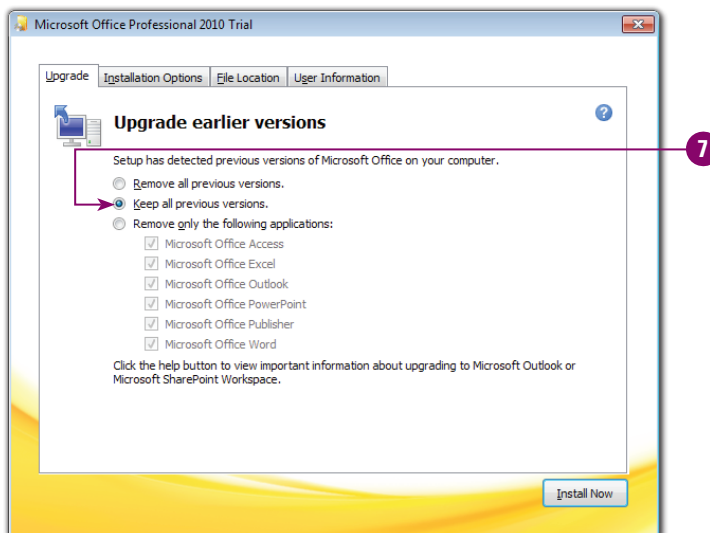 Microsoft Office Professional 2010 Trial
Upgrade Installation Options File Location User Information
Upgrade earlier versions
Setup has detected previous versions of Microsoft Office on your computer.
7
Remove all previous versions.
Keep all previous versions.
Remove only the following applications:
Microsoft Office Access
Microsoft Office Excel
Microsoft Office Outlook
Microsoft Office PowerPoint
Microsoft Office Publisher
Microsoft Office Word
Click the help button to view important information about upgrading to Microsoft Outlook or
Microsoft SharePoint Workspace.
Install Now